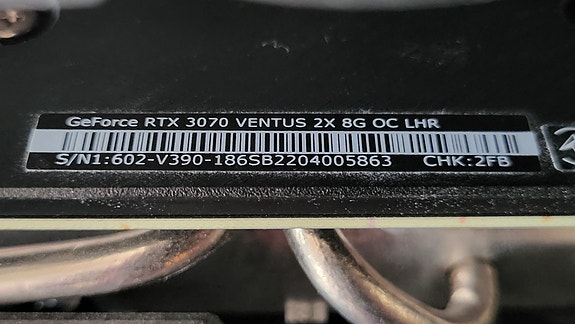 GeForce RTX 3070 VENTUS 2X 8G OC LHR
S/N1:602-V390-186SB2204005863 CHK:2FB